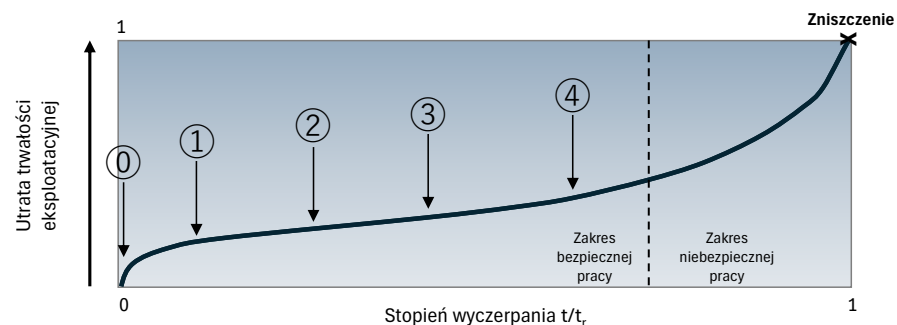 Zniszczenie
1
Utrata trwałości
eksploatacyjnej
0
1
2
3
4
Zakres
bezpiecznej
pracy
Zakres
niebezpiecznej
pracy
0
1
Stopień wyczerpania t/tᵣ